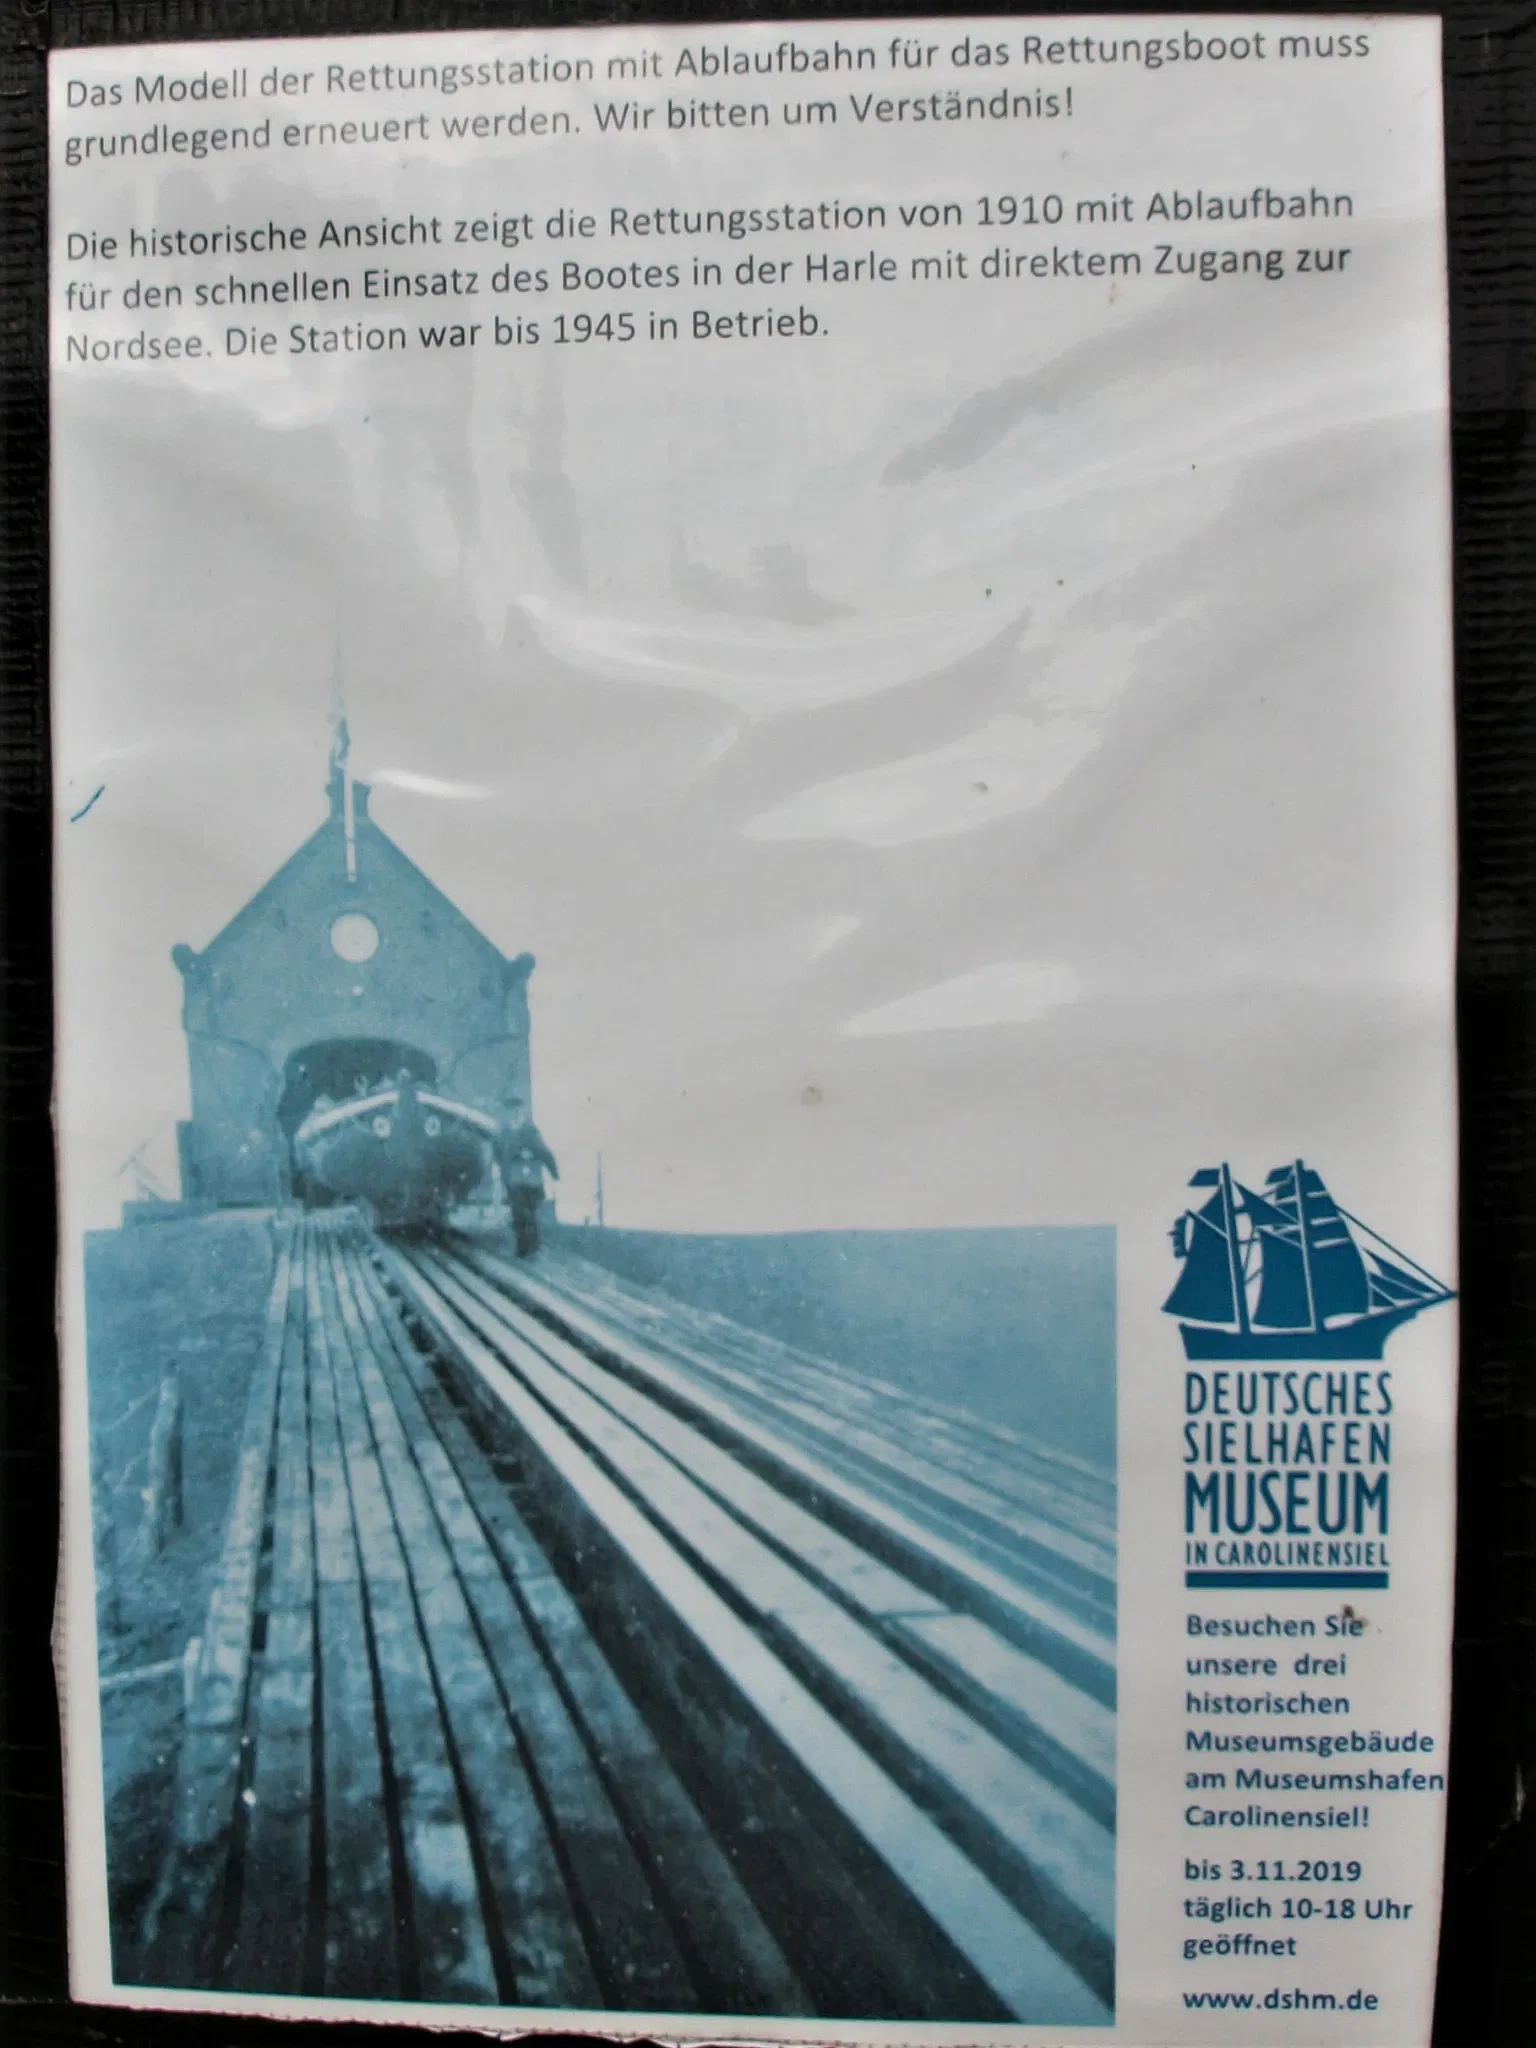 Das Modell der Rettungsstation mit Ablaufbahn für das Rettungsboot muss
grundlegend erneuert werden. Wir bitten um Verständnis!
Die historische Ansicht zeigt die Rettungsstation von 1910 mit Ablaufbahn
für den schnellen Einsatz des Bootes in der Harle mit direktem Zugang zur
Nordsee. Die Station war bis 1945 in Betrieb.
DEUTSCHES
SIELHAFEN
MUSEUM
IN CAROLINENSIEL
Besuchen Sie
unsere drei
historischen
Museumsgebäude
am Museumshafen
Carolinensiel!
bis 3.11.2019
täglich 10-18 Uhr
geöffnet
www.dshm.de